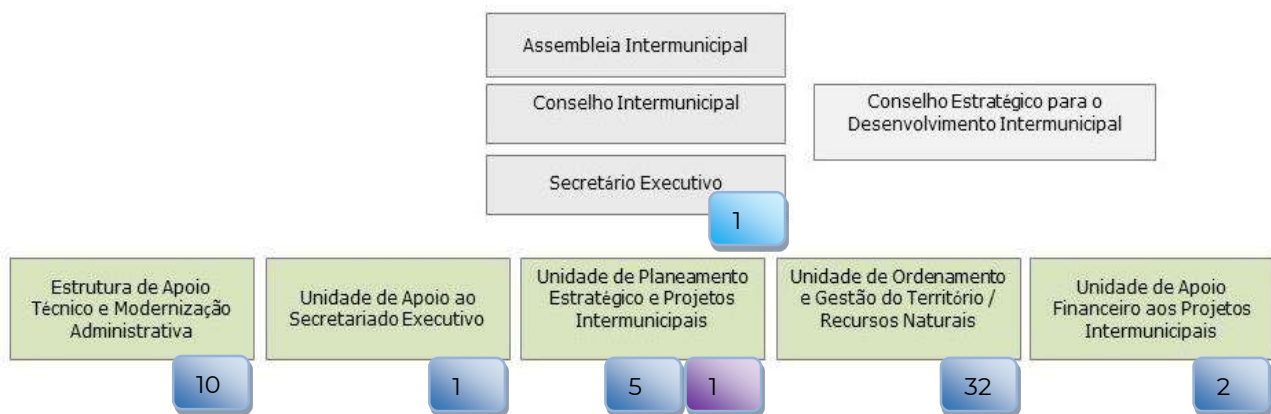 Assembleia Intermunicipal
Conselho Intermunicipal
Conselho Estratégico para o
Desenvolvimento Intermunicipal
Secretário Executivo
1
Estrutura de Apoio
Técnico e Modernização
Administrativa
10
Unidade de Apoio ao
Secretariado Executivo
1
Unidade de Planeamento
Estratégico e Projetos
Intermunicipais
5
1
Unidade de Ordenamento
e Gestão do Território /
Recursos Naturais
32
Unidade de Apoio
Financeiro aos Projetos
Intermunicipais
2